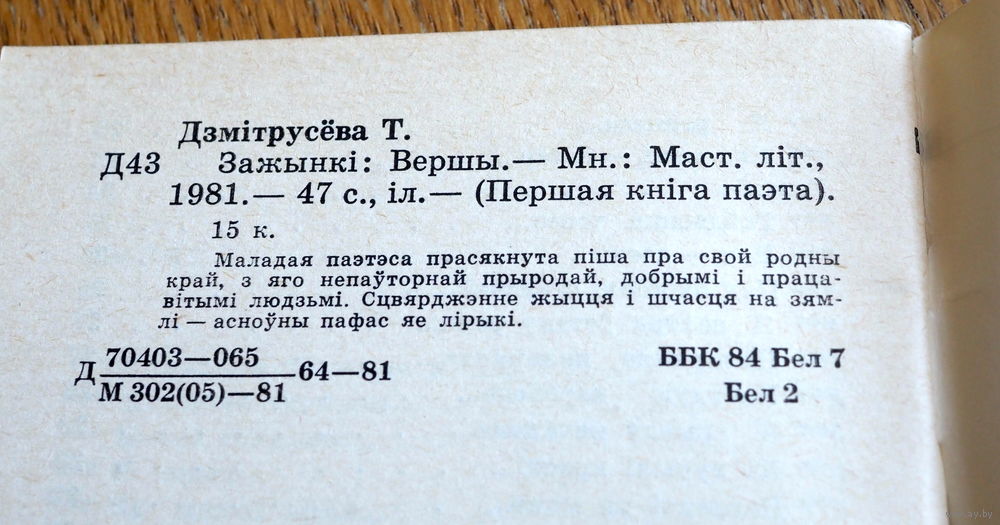 Дзмітрусёва Т.
Д43 Зажынкі: Вершы.— Мн.: Маст. літ.,
1981.— 47 с., іл.— (Першая кніга паэта).
15 к.
Маладая паэтэса прасякнута піша пра свой родны
край, з яго непаўторнай прыродай, добрымі і праца-
вітымі людзьмі. Сцвярджэнне жыцця і шчасця на зям-
лі — асноўны пафас яе лірыкі.
Д 70403—065
М 302(05)—81 64—81
ББК 84 Бел 7
Бел 2